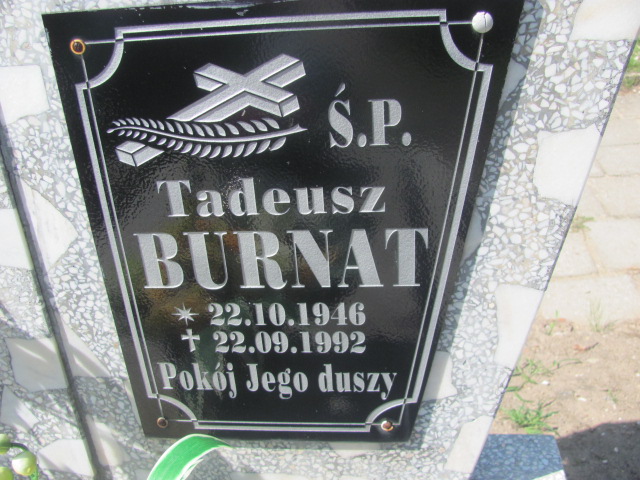 Ś.P.
Tadeusz
BURNAT
✴ 22.10.1946
✝ 22.09.1992
Pokój Jego duszy